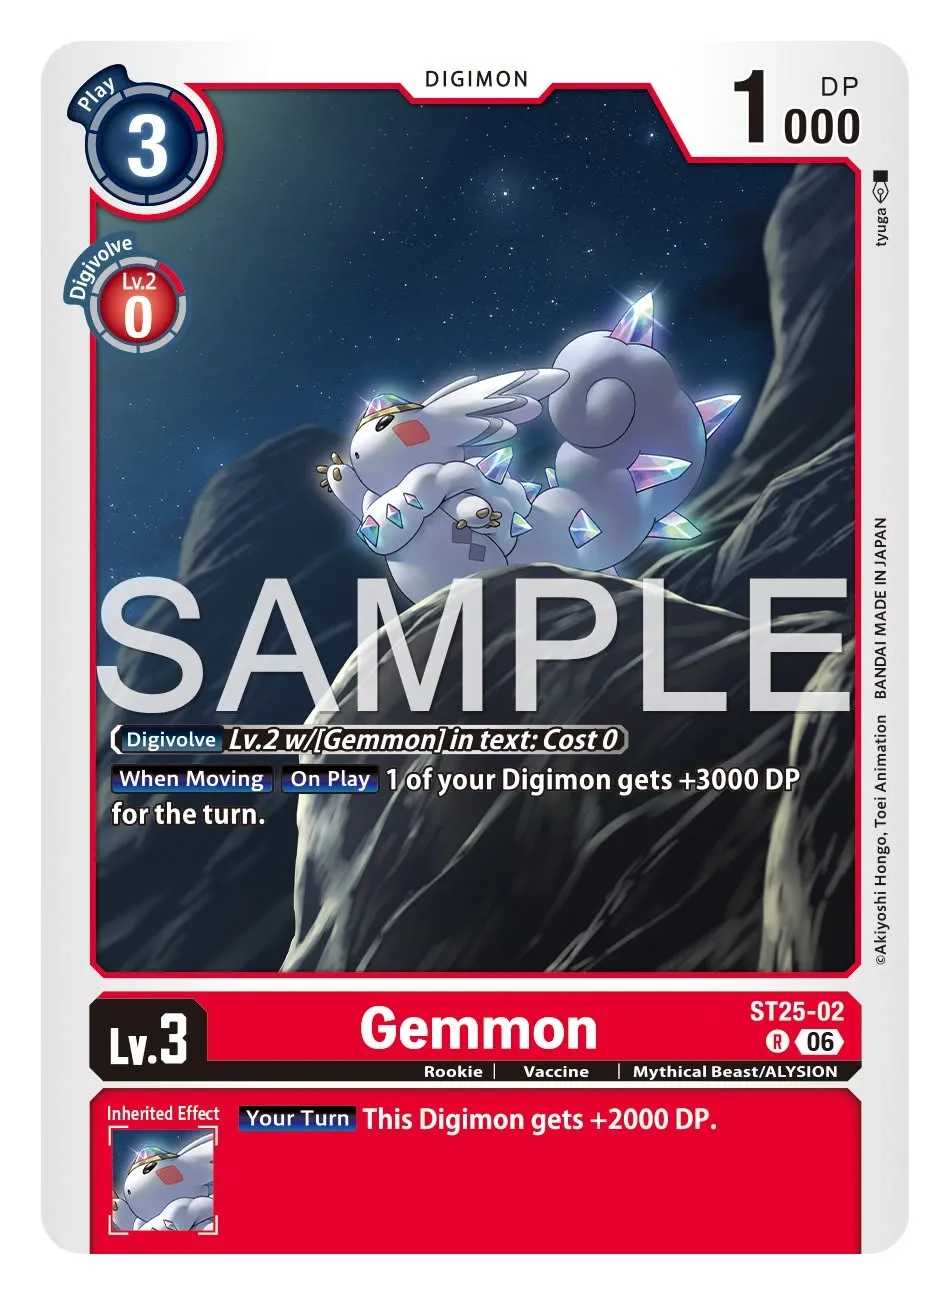 DIGIMON
Play
3
1000
DP
Digivolve
Lv.2
0
tyuga
SAMPLE
Digivolve Lv.2 w/[Gemmon] in text: Cost 0
When Moving On Play 1 of your Digimon gets +3000 DP
for the turn.
©Akiyoshi Hongo, Toei Animation BANDAI MADE IN JAPAN
Lv.3
Gemmon
ST25-02
R 06
Rookie | Vaccine | Mythical Beast/ALYSION
Inherited Effect
Your Turn This Digimon gets +2000 DP.